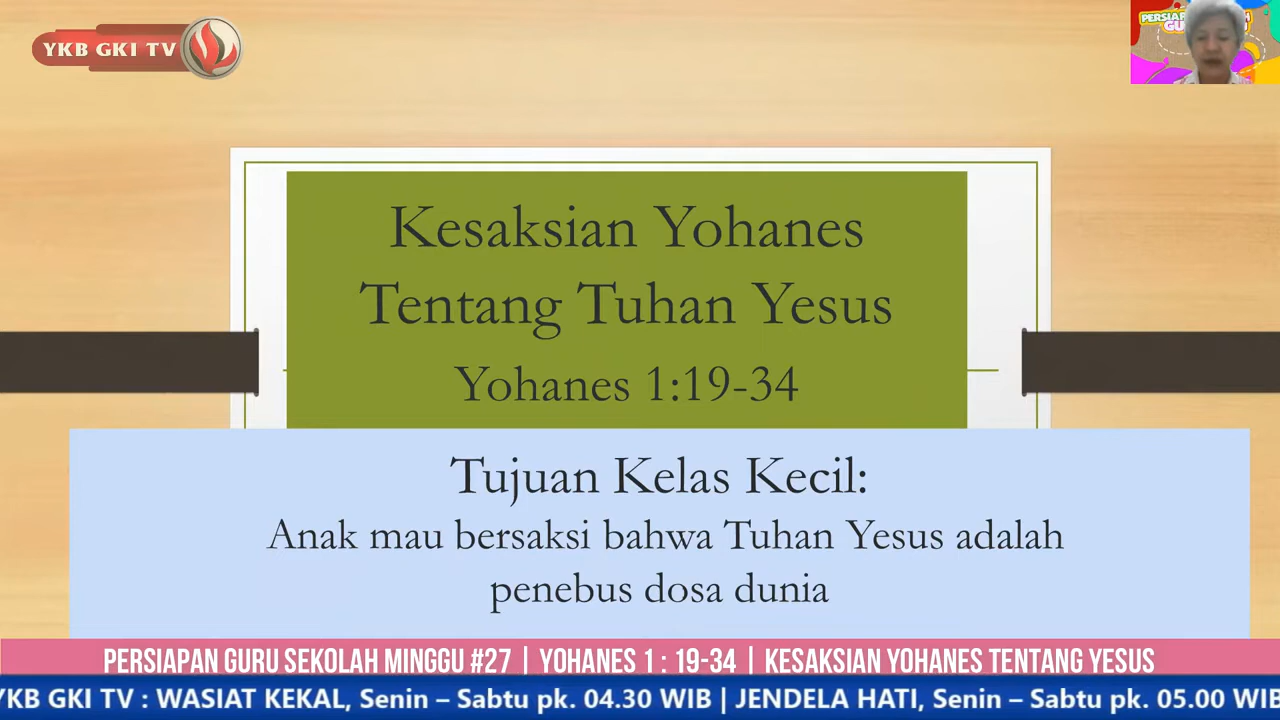 YKB GKI TV
Kesaksian Yohanes
Tentang Tuhan Yesus
Yohanes 1:19-34
Tujuan Kelas Kecil:
Anak mau bersaksi bahwa Tuhan Yesus adalah
penebus dosa dunia
PERSIAPAN GURU SEKOLAH MINGGU #27 | YOHANES 1 : 19-34 | KESAKSIAN YOHANES TENTANG YESUS
YKB GKI TV : WASIAT KEKAL, Senin – Sabtu pk. 04.30 WIB | JENDELA HATI, Senin – Sabtu pk. 05.00 WIB